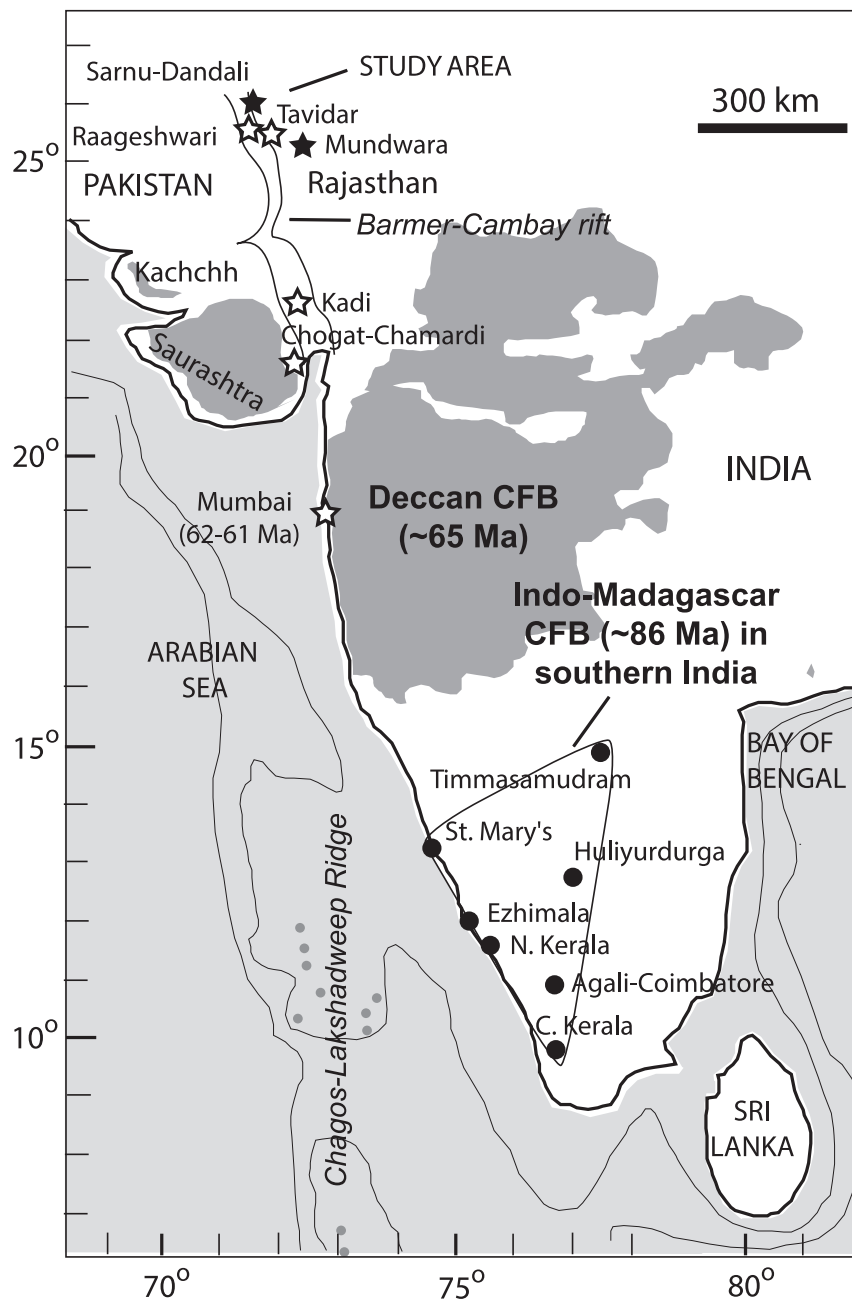 Sarnu-Dandali
STUDY AREA
300 km
Tavidar
Raageshwari
Mundwara
25°
PAKISTAN
Rajasthan
Barmer-Cambay rift
Kachchh
Kadi
Chogat-Chamardi
Saurashtra
20°
INDIA
Mumbai
(62-61 Ma)
Deccan CFB
(~65 Ma)
Indo-Madagascar
CFB (~86 Ma) in
southern India
ARABIAN
SEA
15°
BAY OF
BENGAL
Timmasamudram
St. Mary's
Huliyurdurga
Ezhimala
N. Kerala
Agali-Coimbatore
C. Kerala
10°
Chagos-Lakshadweep Ridge
SRI
LANKA
70°
75°
80°